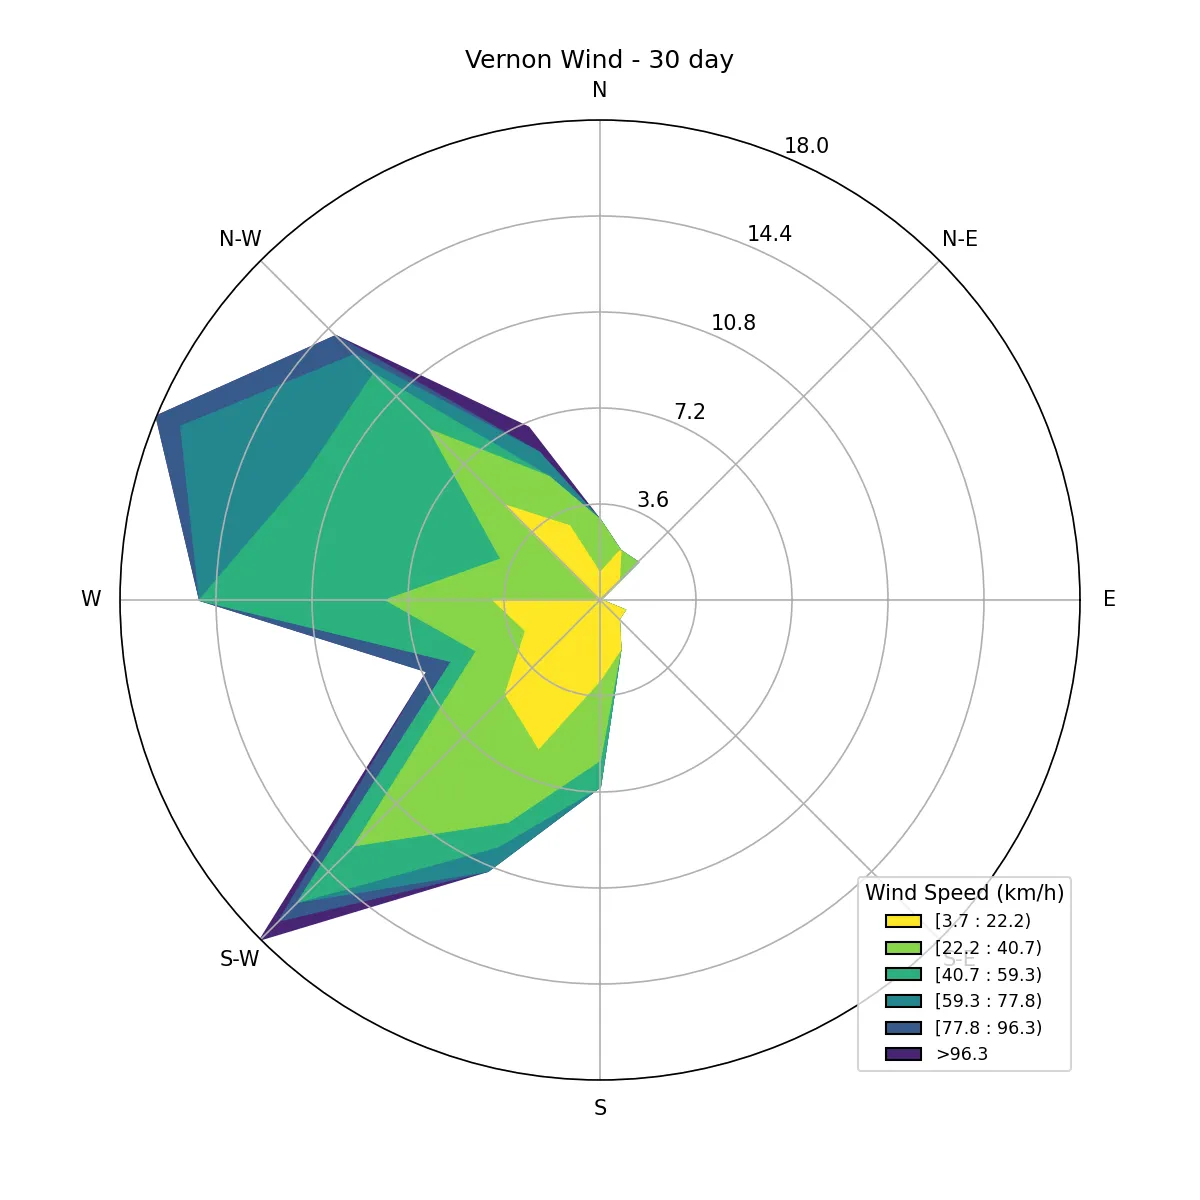 Vernon Wind - 30 day
N
18.0
N-W
14.4
N-E
10.8
7.2
3.6
W
E
S-W
S-E
Wind Speed (km/h)
[3.7 : 22.2)
[22.2 : 40.7)
[40.7 : 59.3)
[59.3 : 77.8)
[77.8 : 96.3)
>96.3
S